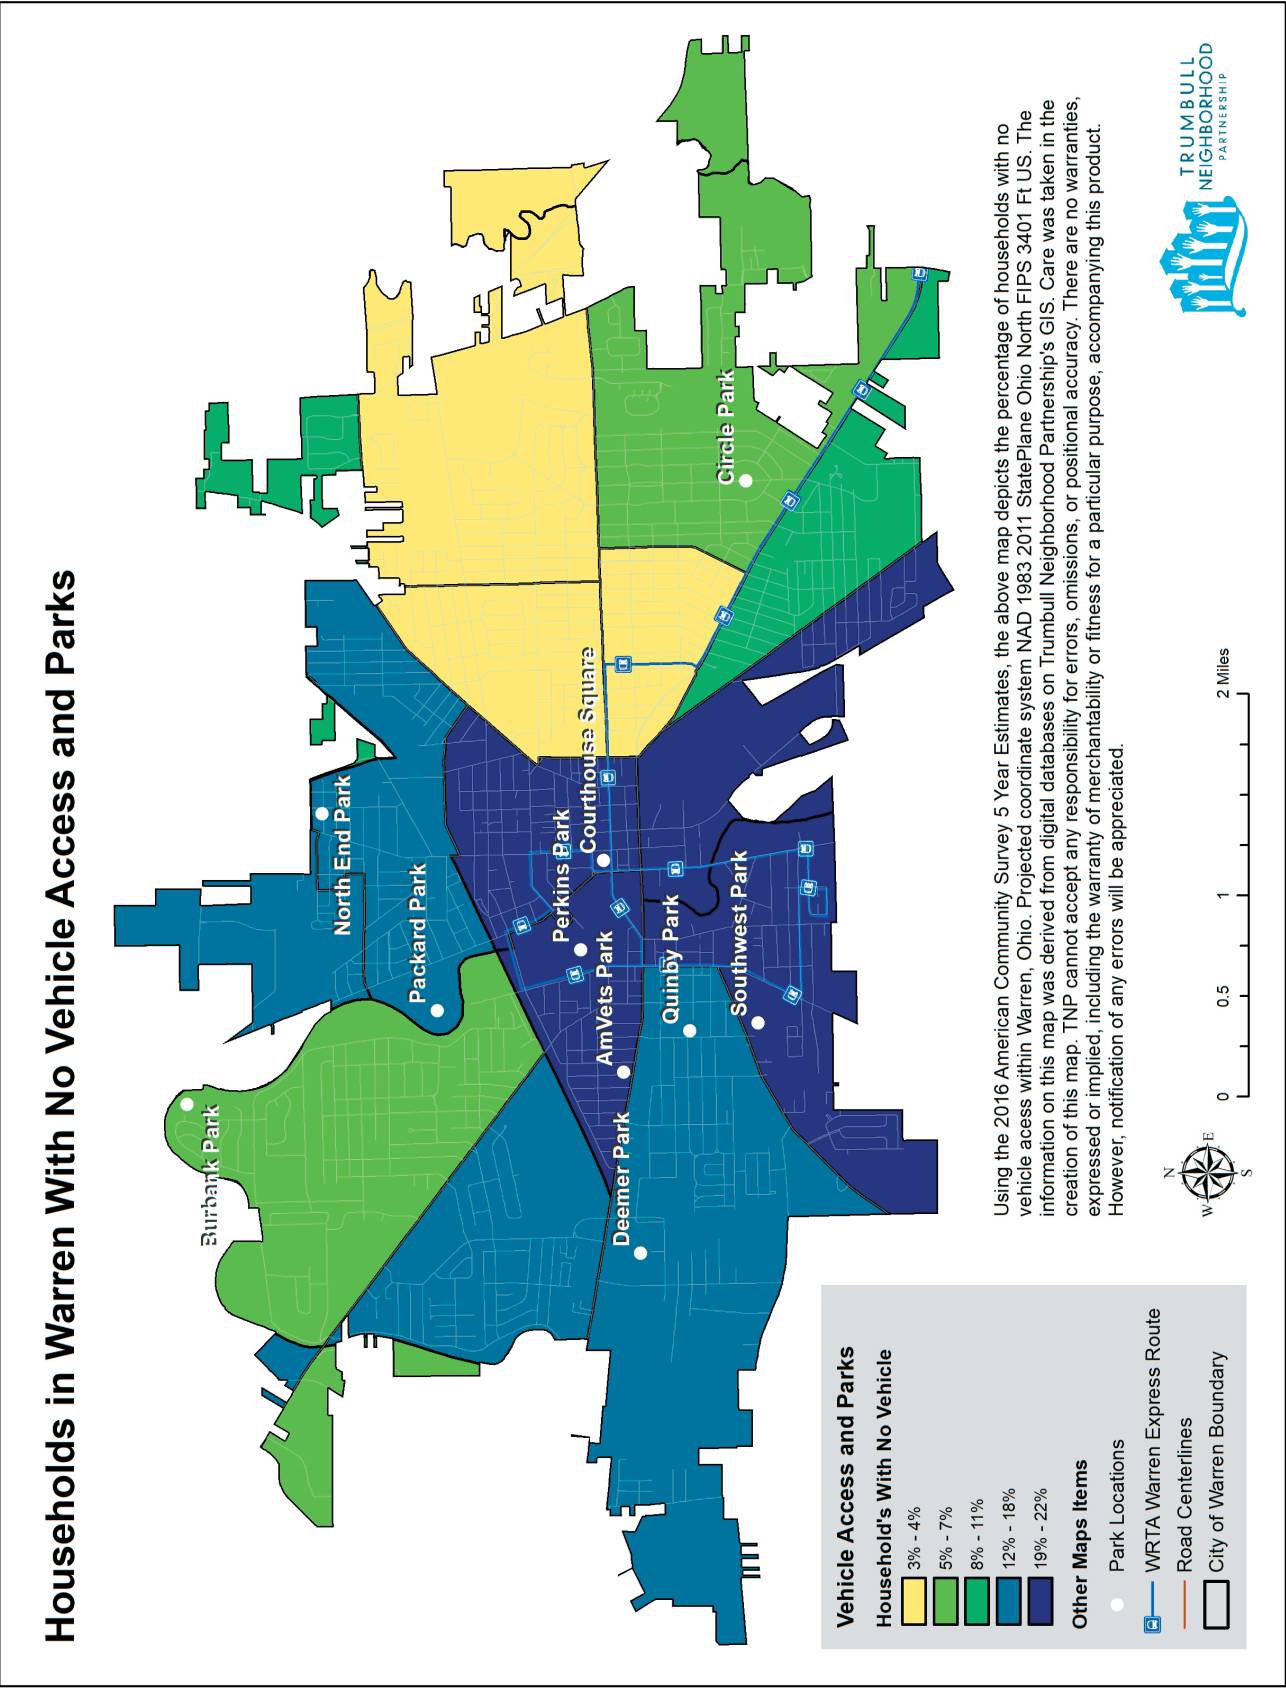 Households in Warren With No Vehicle Access and Parks
Burbank Park
North End Park
Packard Park
Perkins Park
Courthouse Square
AmVets Park
Deemer Park
Quinby Park
Southwest Park
Circle Park
Vehicle Access and Parks
Household's With No Vehicle
3% - 4%
5% - 7%
8% - 11%
12% - 18%
19% - 22%
Other Maps Items
Park Locations
WRTA Warren Express Route
Road Centerlines
City of Warren Boundary
Using the 2016 American Community Survey 5 Year Estimates, the above map depicts the percentage of households with no
vehicle acess within Warren, Ohio. Projected coordinate system NAD 1983 2011 StatePlane Ohio North FIPS 3401 Ft US. The
information on this map was derived from digital databases on Trumbull Neighborhood Partnership's GIS. Care was taken in the
creation of this map. TNP cannot accept any responsibility for errors, omissions, or positional accuracy. There are no warranties,
expressed or implied, including the warranty of merchantability or fitness for a particular purpose, accompanying this product.
However, notification of any errors will be appreciated.
N
W E
S
0 0.5 1 2 Miles
TRUMBULL
NEIGHBORHOOD
PARTNERSHIP